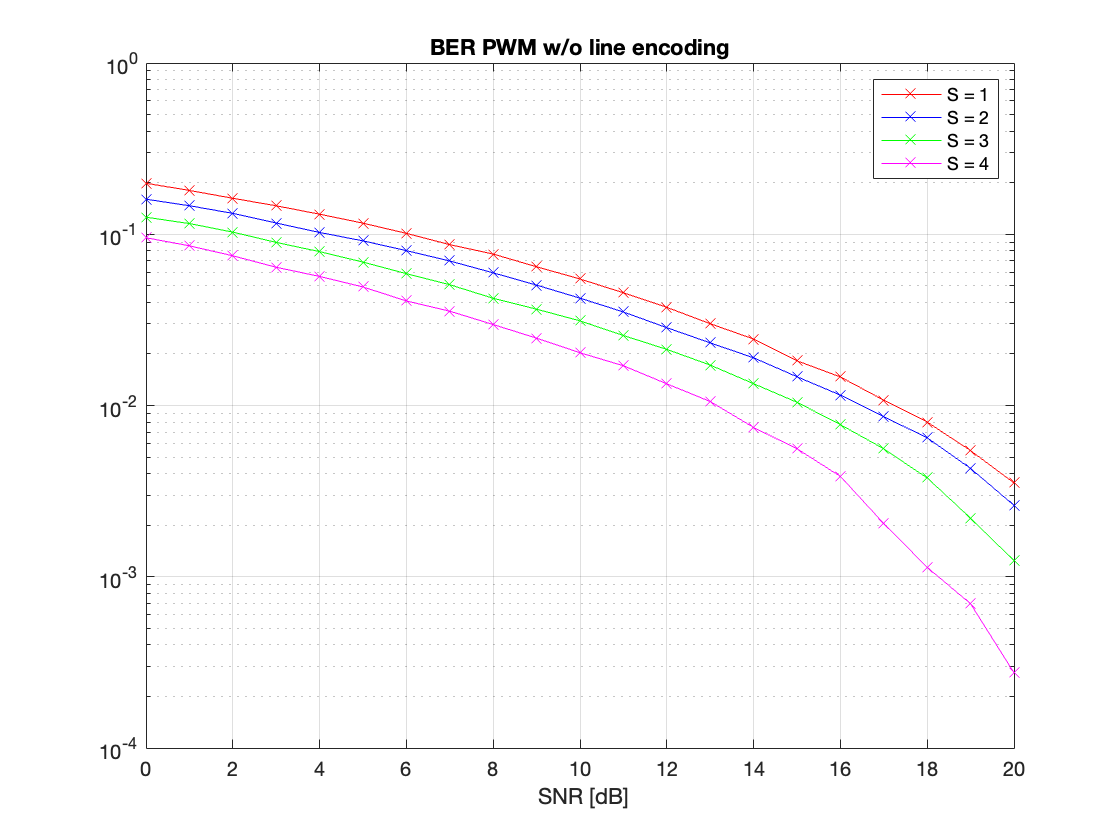 BER PWM w/o line encoding
10^0
10^-1
10^-2
10^-3
10^-4
S = 1
S = 2
S = 3
S = 4
0 2 4 6 8 10 12 14 16 18 20
SNR [dB]